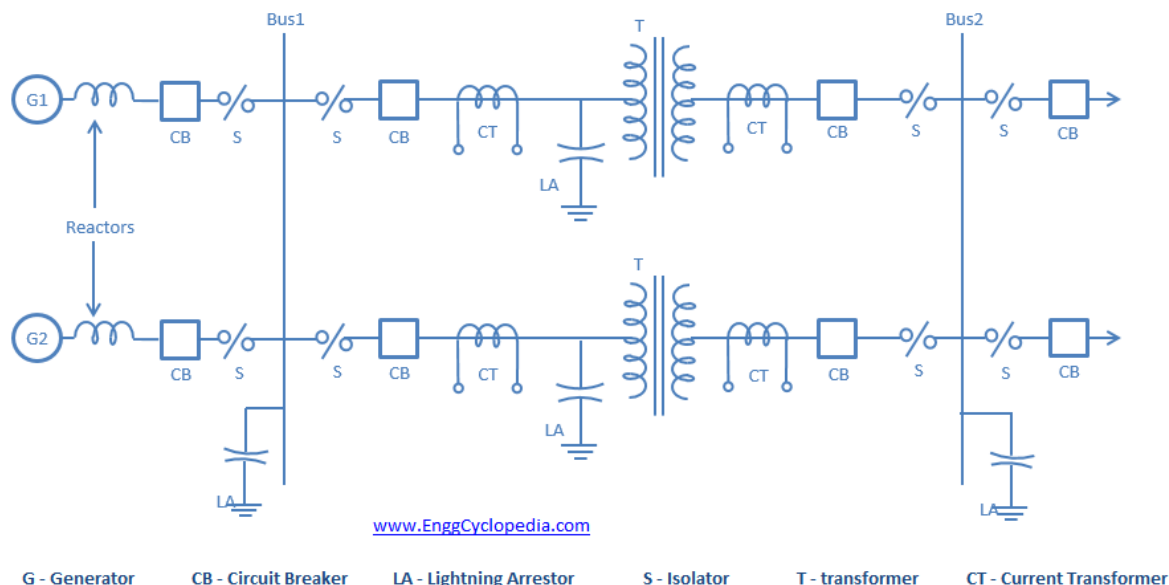 Bus1
T
Bus2
G1
CB
S
S
CB
CT
LA
CT
CB
S
S
CB
Reactors
T
G2
CB
S
S
CB
CT
LA
CT
CB
S
S
CB
LA
LA
www.EnggCyclopedia.com
G - Generator CB - Circuit Breaker LA - Lightning Arrestor S - Isolator T - transformer CT - Current Transformer